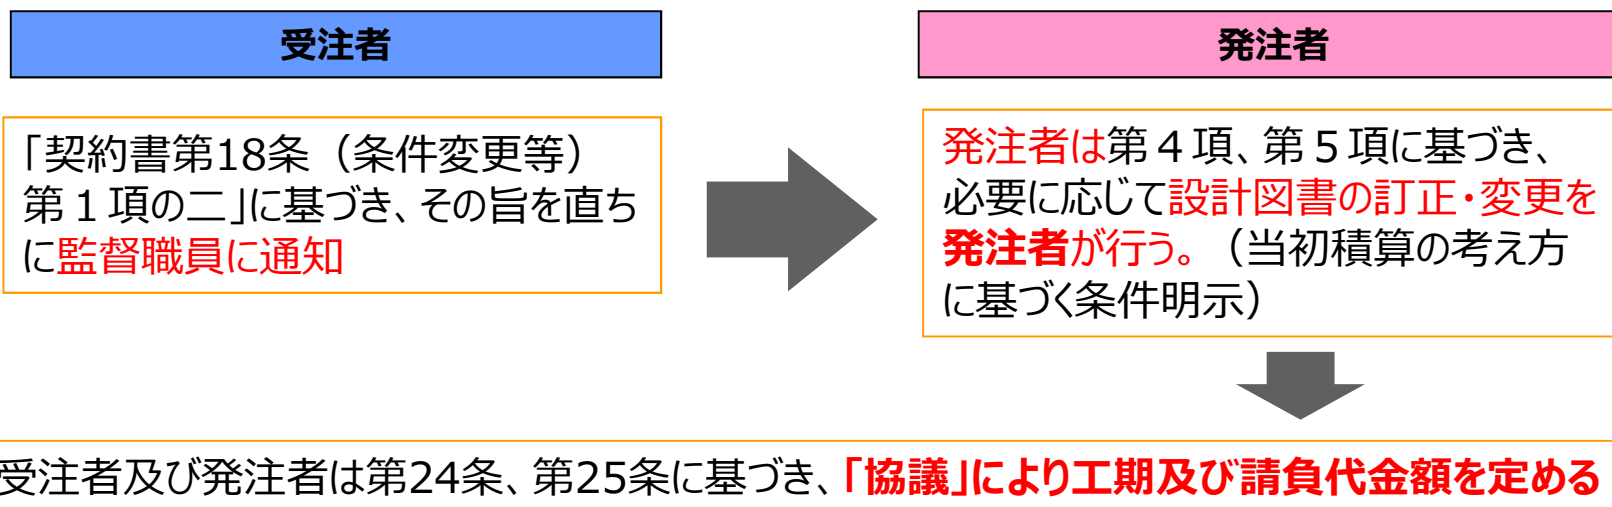 受注者
発注者
「契約書第18条（条件変更等）
第１項の二」に基づき、その旨を直ち
に監督職員に通知
発注者は第４項、第５項に基づき、
必要に応じて設計図書の訂正・変更を
発注者が行う。（当初積算の考え方
に基づく条件明示）
受注者及び発注者は第24条、第25条に基づき、「協議」により工期及び請負代金額を定める